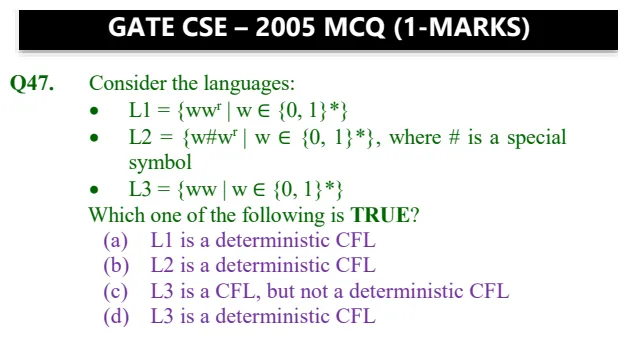 GATE CSE – 2005 MCQ (1-MARKS)
Q47. Consider the languages:
• L1 = {wwʳ | w ∈ {0, 1}*}
• L2 = {w#wʳ | w ∈ {0, 1}*}, where # is a special
symbol
• L3 = {ww | w ∈ {0, 1}*}
Which one of the following is TRUE?
(a) L1 is a deterministic CFL
(b) L2 is a deterministic CFL
(c) L3 is a CFL, but not a deterministic CFL
(d) L3 is a deterministic CFL